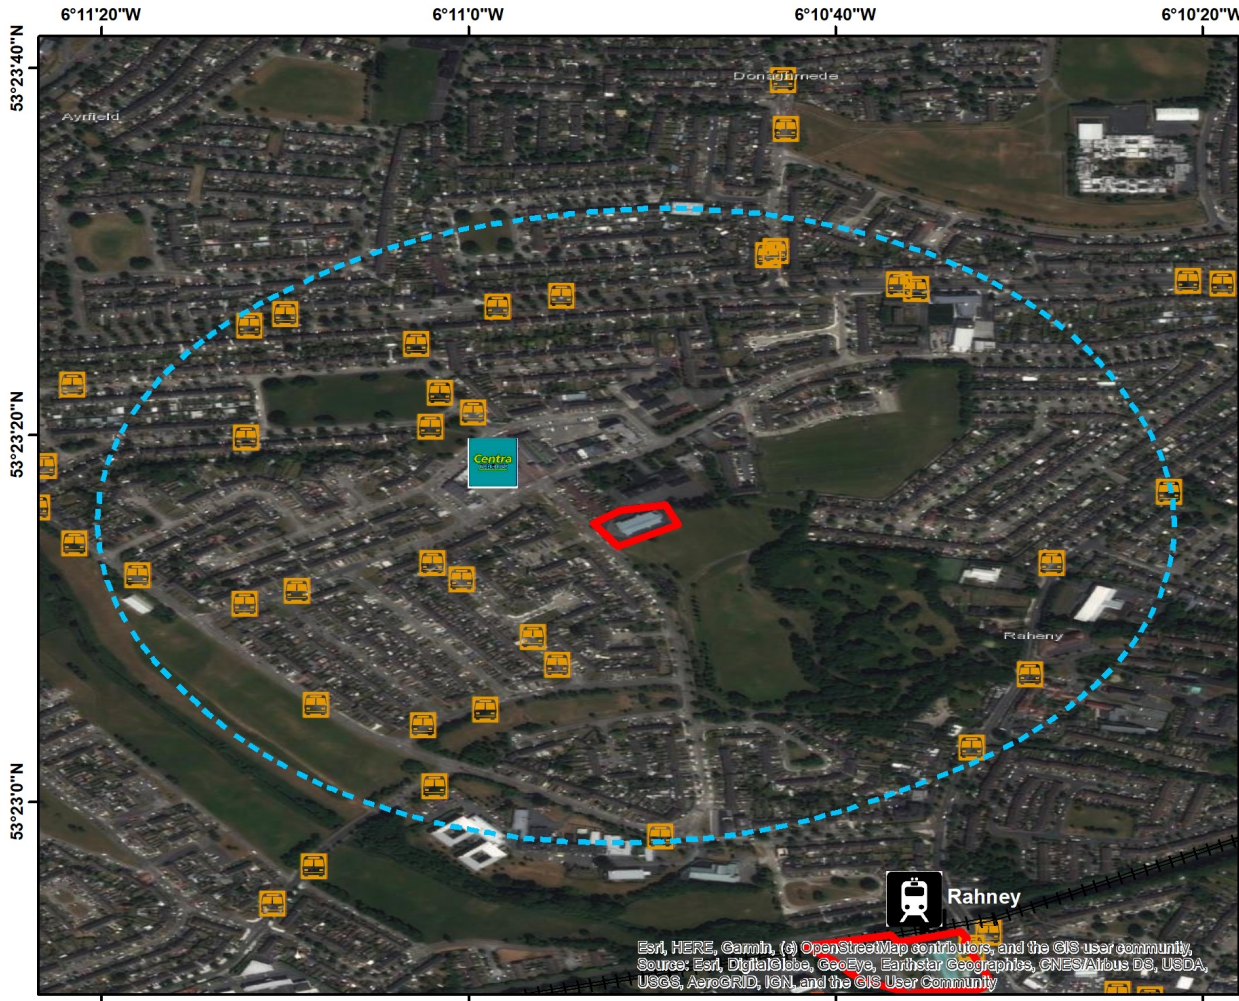 6°11'20"W
6°11'0"W
6°10'40"W
6°10'20"W
53°23'40"N
53°23'20"N
53°23'0"N
Donaghmede
Ayrfield
Centra
Raheny
Rahney
Esri, HERE, Garmin, (c) OpenStreetMap contributors, and the GIS user community,
Source: Esri, DigitalGlobe, GeoEye, Earthstar Geographics, CNES/Airbus DS, USDA,
USGS, AeroGRID, IGN, and the GIS User Community